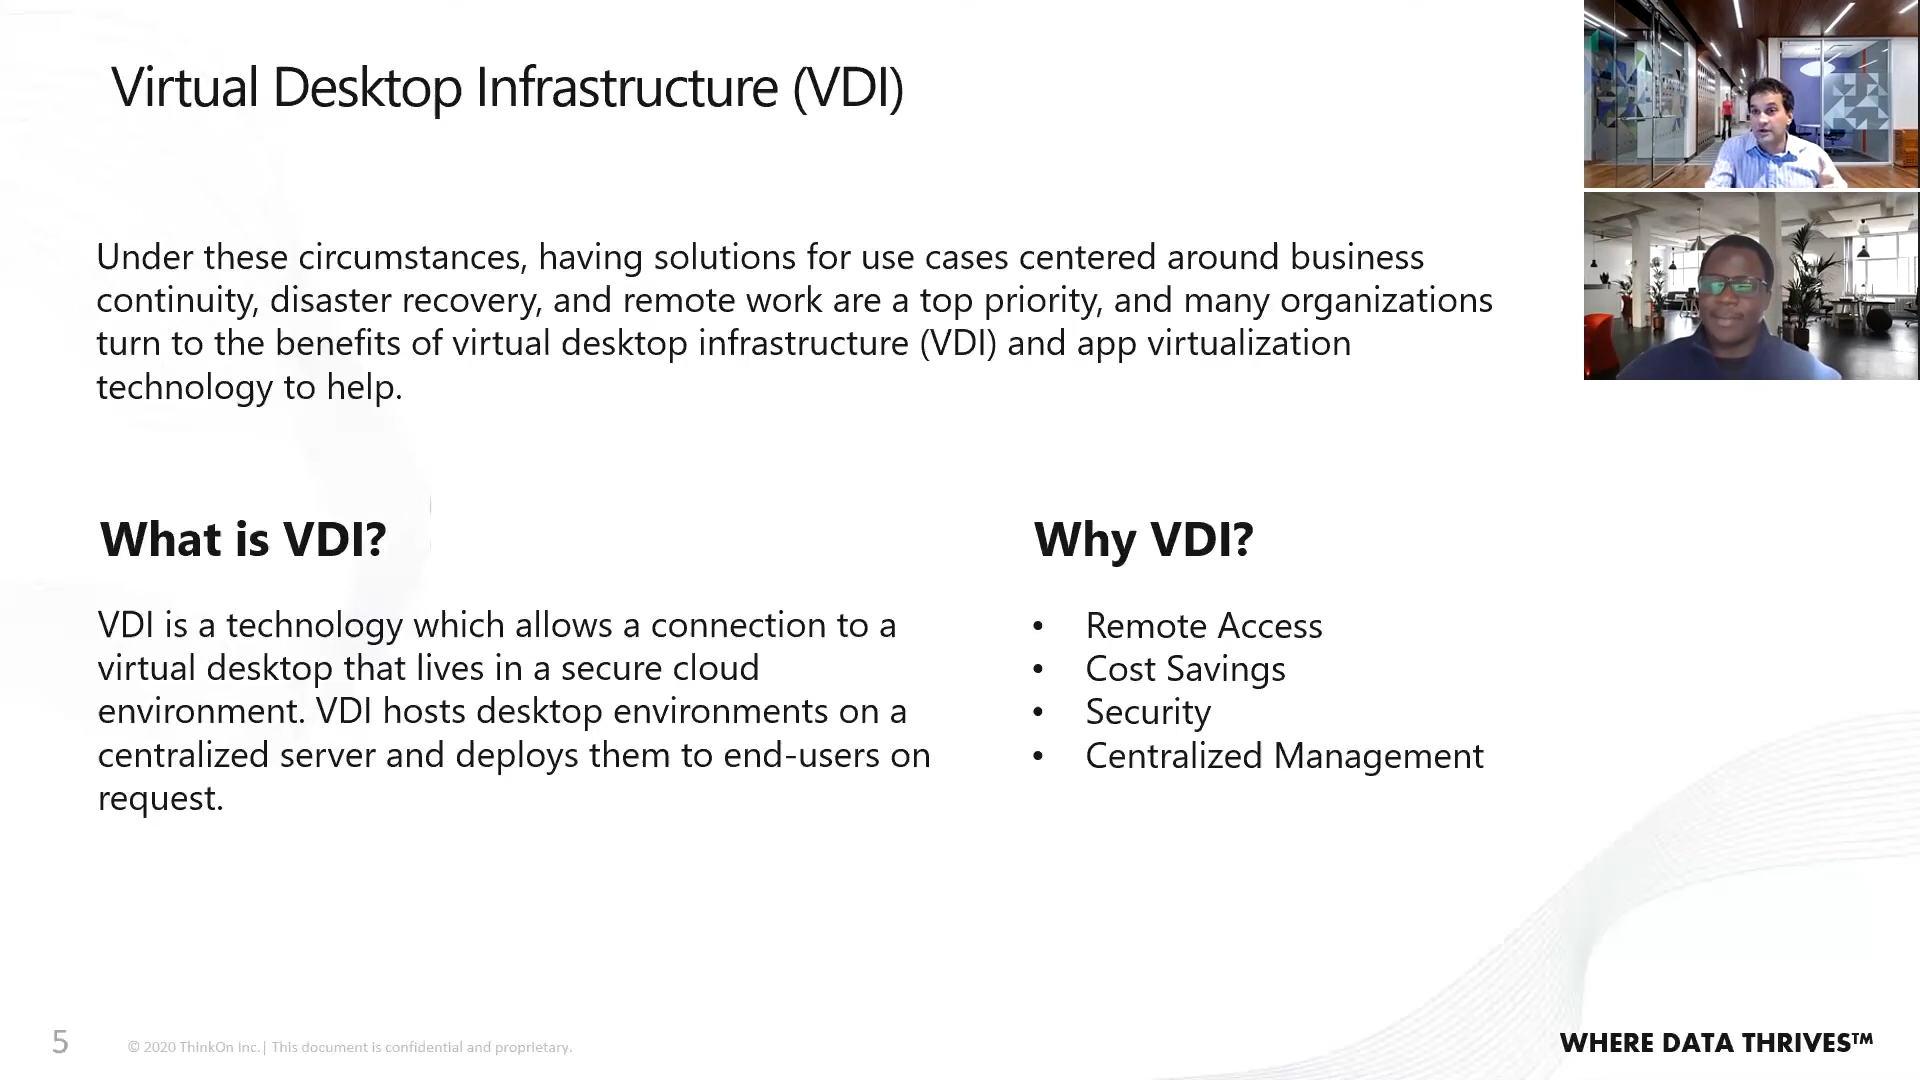 Virtual Desktop Infrastructure (VDI)
Under these circumstances, having solutions for use cases centered around business
continuity, disaster recovery, and remote work are a top priority, and many organizations
turn to the benefits of virtual desktop infrastructure (VDI) and app virtualization
technology to help.
What is VDI?
VDI is a technology which allows a connection to a
virtual desktop that lives in a secure cloud
environment. VDI hosts desktop environments on a
centralized server and deploys them to end-users on
request.
Why VDI?
• Remote Access
• Cost Savings
• Security
• Centralized Management
5
© 2020 ThinkOn Inc.| This document is confidential and proprietary.
WHERE DATA THRIVES™